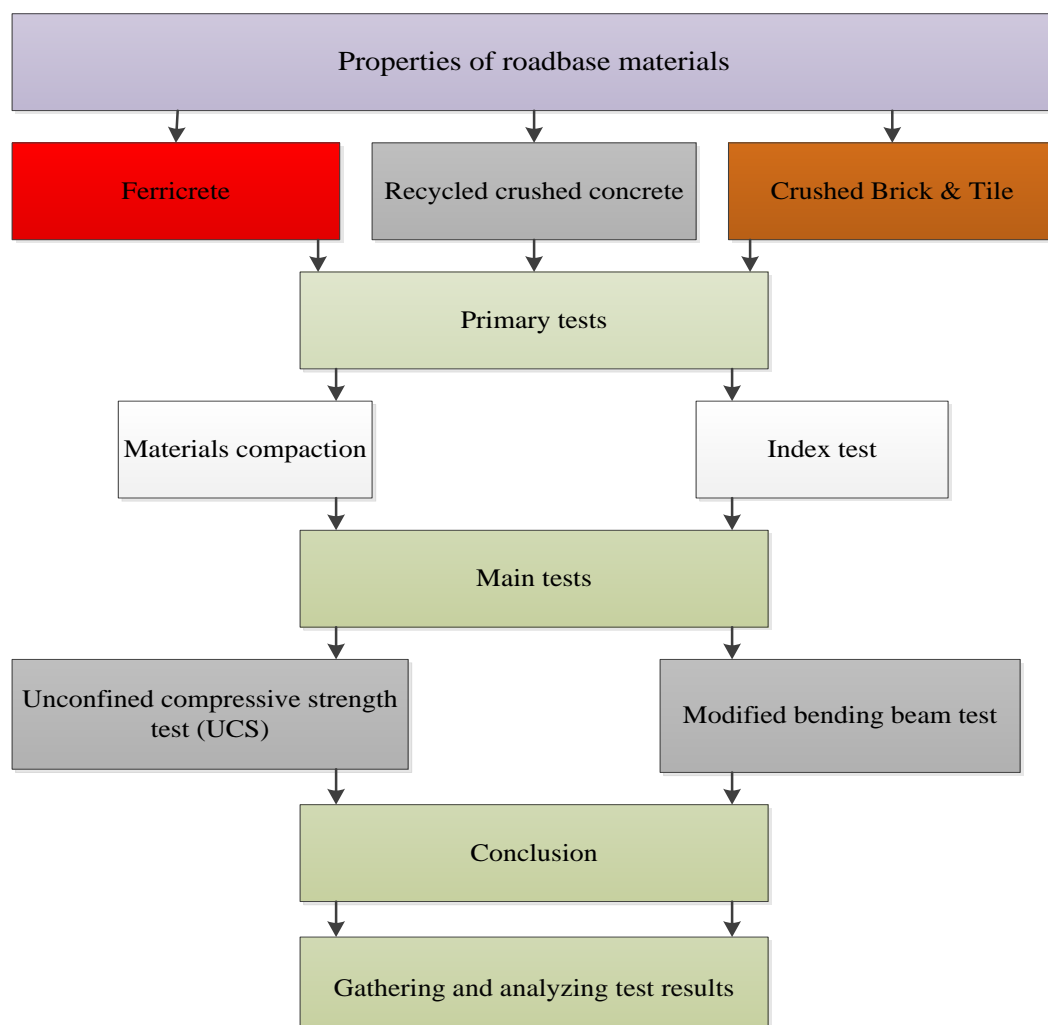 Properties of roadbase materials
Ferricrete
Recycled crushed concrete
Crushed Brick & Tile
Primary tests
Materials compaction
Index test
Main tests
Unconfined compressive strength
test (UCS)
Modified bending beam test
Conclusion
Gathering and analyzing test results